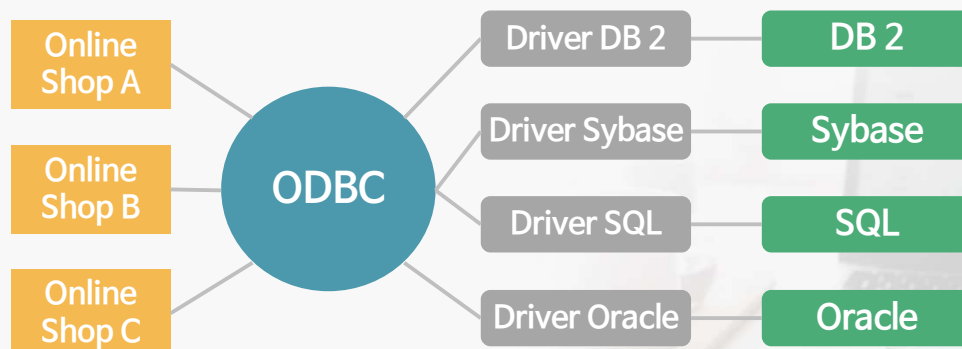 Online
Shop A
Online
Shop B
Online
Shop C
ODBC
Driver DB 2
Driver Sybase
Driver SQL
Driver Oracle
DB 2
Sybase
SQL
Oracle